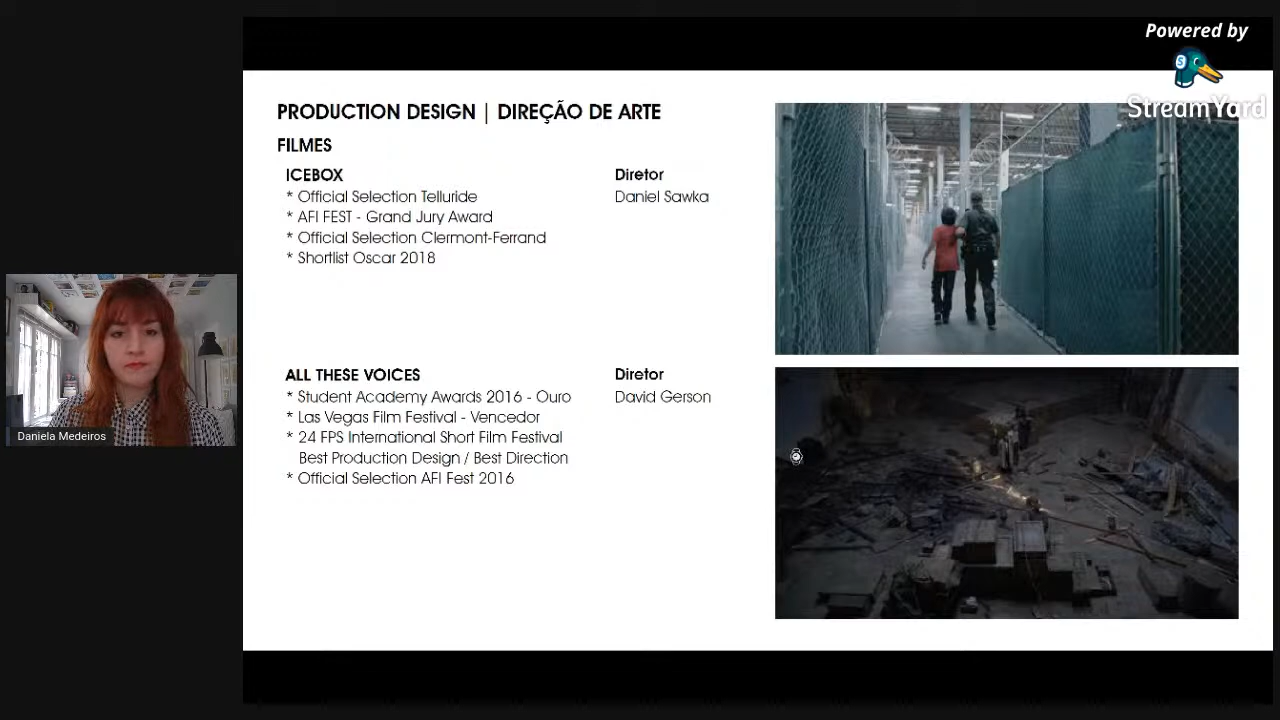 Powered by
StreamYard
PRODUCTION DESIGN | DIREÇÃO DE ARTE
FILMES
ICEBOX
* Official Selection Telluride
* AFI FEST - Grand Jury Award
* Official Selection Clermont-Ferrand
* Shortlist Oscar 2018
Diretor
Daniel Sawka
ALL THESE VOICES
* Student Academy Awards 2016 - Ouro
* Las Vegas Film Festival - Vencedor
* 24 FPS International Short Film Festival
Best Production Design / Best Direction
* Official Selection AFI Fest 2016
Diretor
David Gerson
Daniela Medeiros